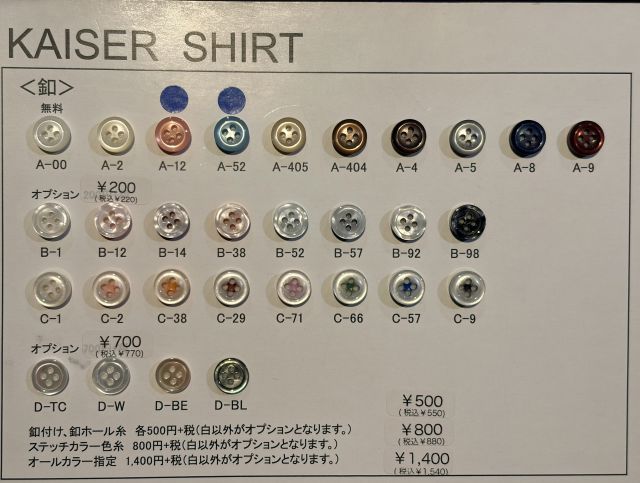 KAISER SHIRT
＜釦＞
無料
A-00 A-2 A-12 A-52 A-405 A-404 A-4 A-5 A-8 A-9
オプション ￥200
(税込￥220)
B-1 B-12 B-14 B-38 B-52 B-57 B-92 B-98
C-1 C-2 C-38 C-29 C-71 C-66 C-57 C-9
オプション ￥700
(税込￥770)
D-TC D-W D-BE D-BL
￥500
(税込￥550)
釦付け、釦ホール糸 各500円+税(白以外がオプションとなります。)
￥800
(税込￥880)
ステッチカラー色糸 800円+税(白以外がオプションとなります。)
オールカラー指定 1,400円+税(白以外がオプションとなります。)
￥1,400
(税込￥1,540)